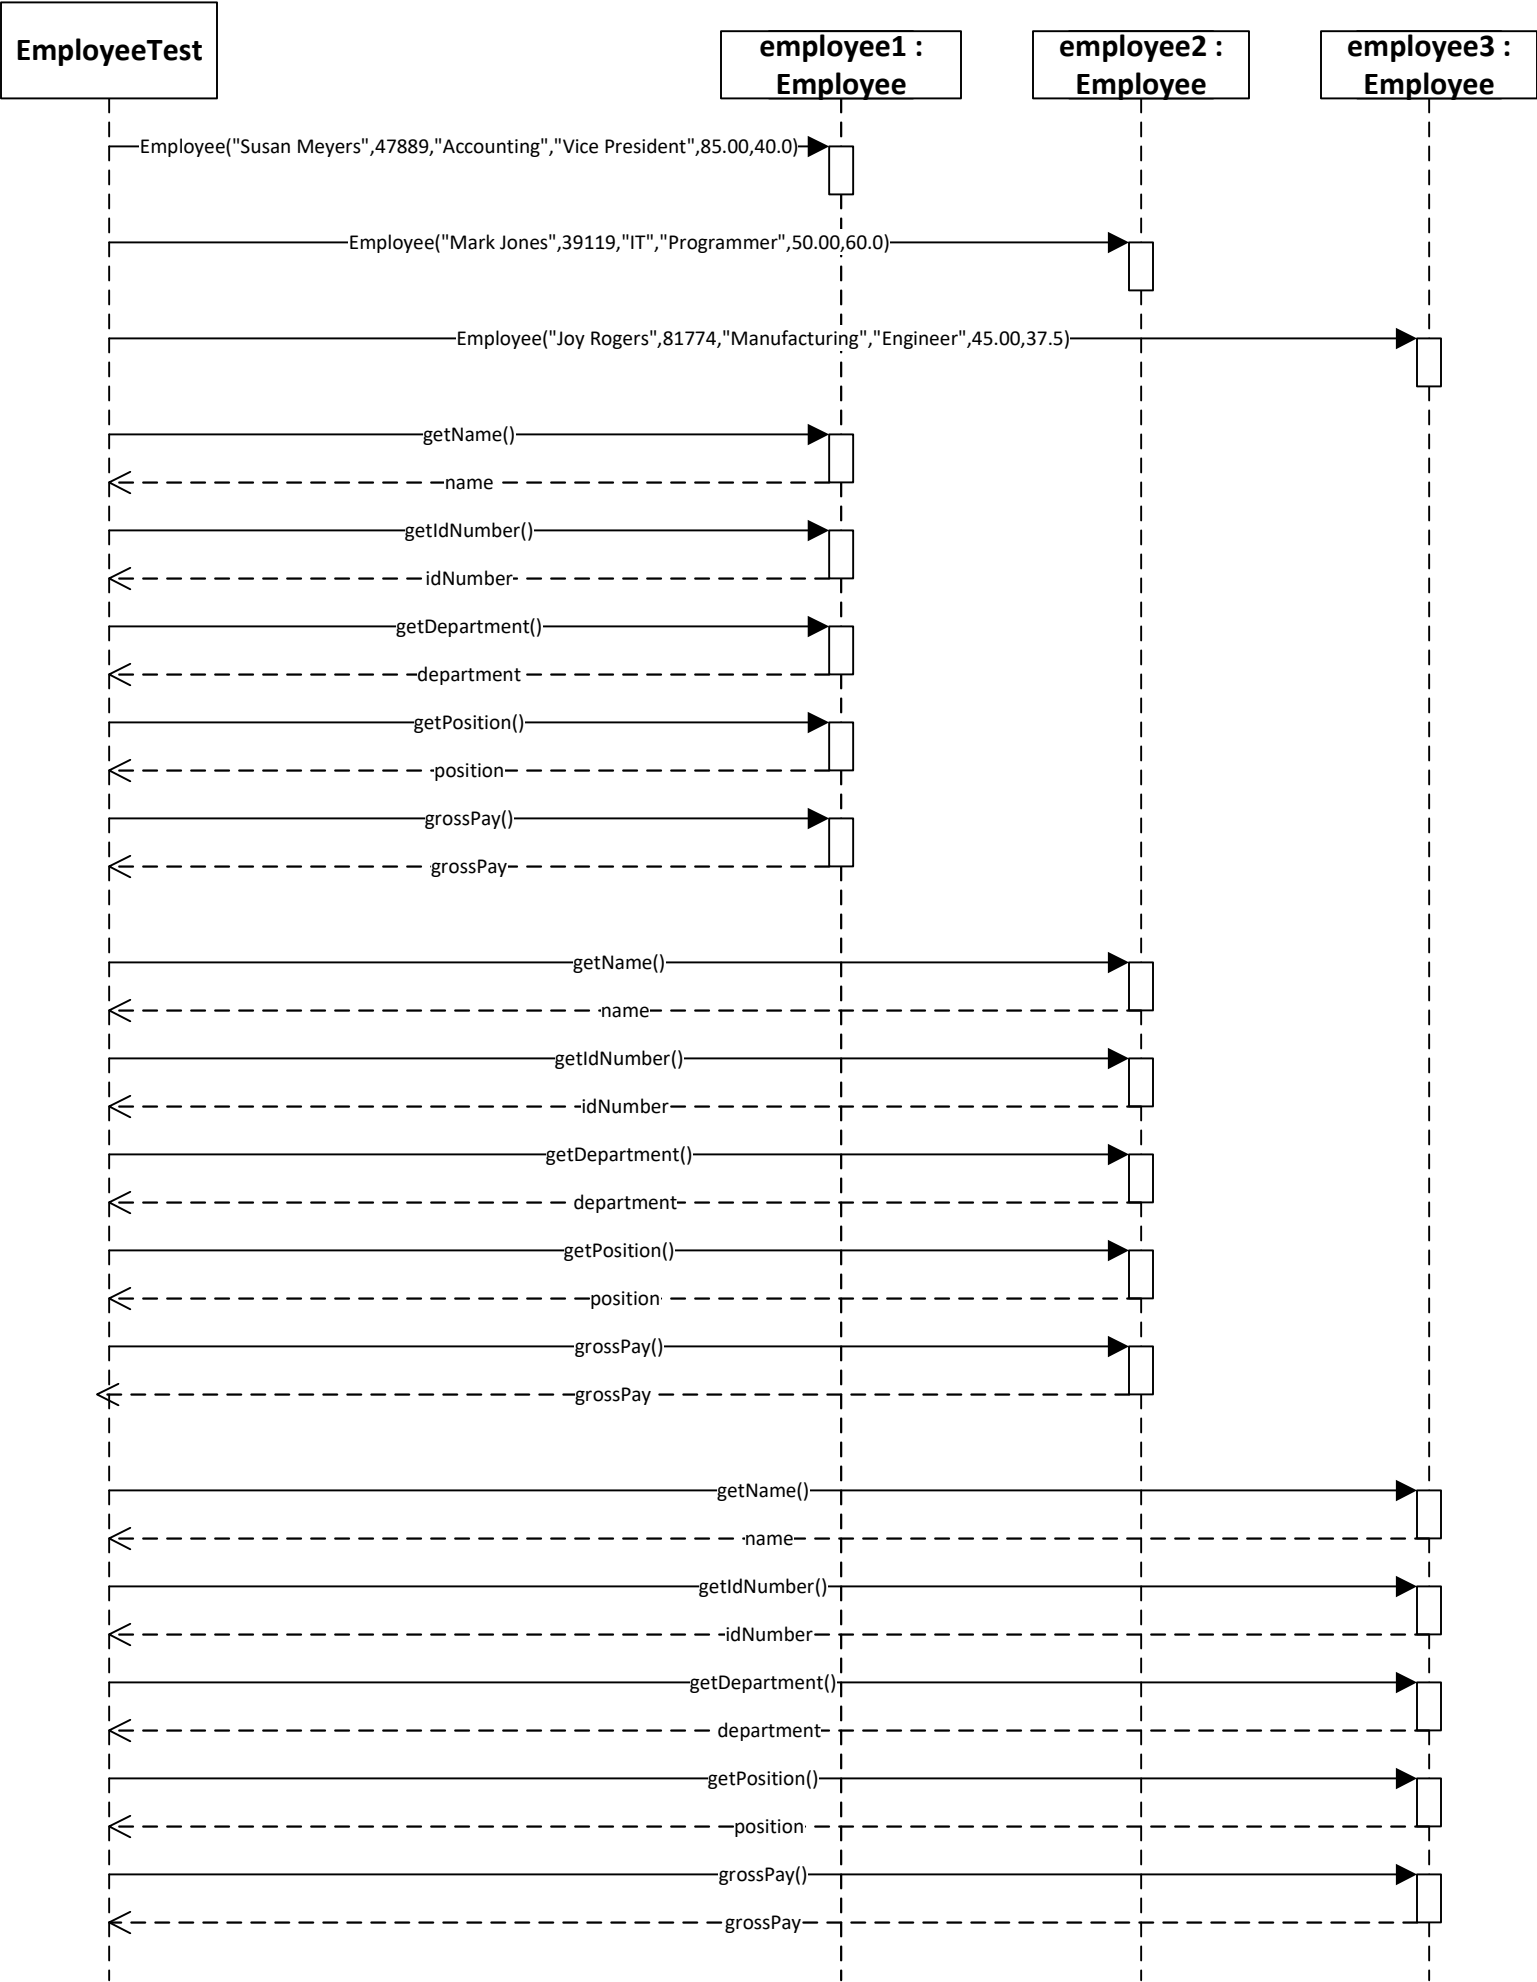 EmployeeTest
employee1 :
Employee
employee2 :
Employee
employee3 :
Employee
Employee("Susan Meyers",47889,"Accounting","Vice President",85.00,40.0)
Employee("Mark Jones",39119,"IT","Programmer",50.00,60.0)
Employee("Joy Rogers",81774,"Manufacturing","Engineer",45.00,37.5)
getName()
name
getIdNumber()
idNumber
getDepartment()
department
getPosition()
position
grossPay()
grossPay
getName()
name
getIdNumber()
idNumber
getDepartment()
department
getPosition()
position
grossPay()
grossPay
getName()
name
getIdNumber()
idNumber
getDepartment()
department
getPosition()
position
grossPay()
grossPay